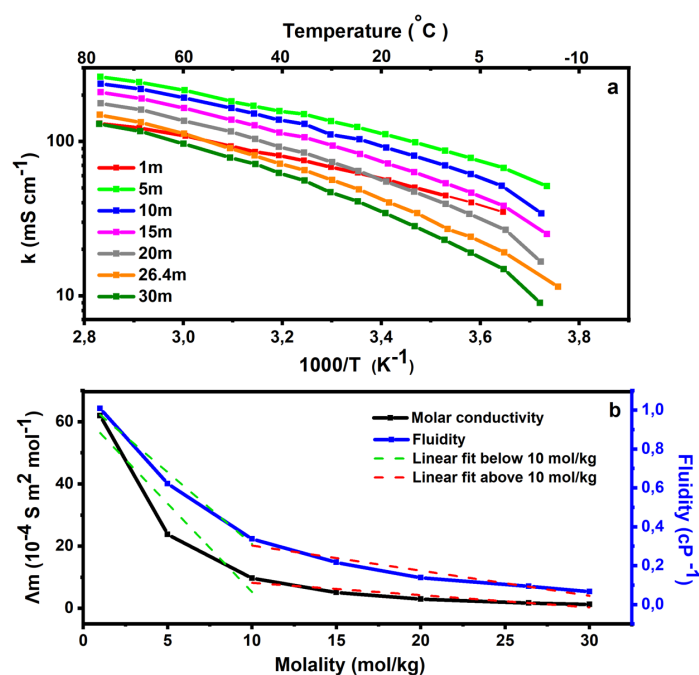 Temperature (°C)
80 60 40 20 5 -10
a
k (mS cm-1)
100
10
1m
5m
10m
15m
20m
26.4m
30m
2,8 3,0 3,2 3,4 3,6 3,8
1000/T (K-1)
b
Λm (10-4 S m2 mol-1)
60
40
20
0
Molar conductivity
Fluidity
Linear fit below 10 mol/kg
Linear fit above 10 mol/kg
1,0
0,8
0,6
0,4
0,2
0,0
Fluidity (cP-1)
0 5 10 15 20 25 30
Molality (mol/kg)